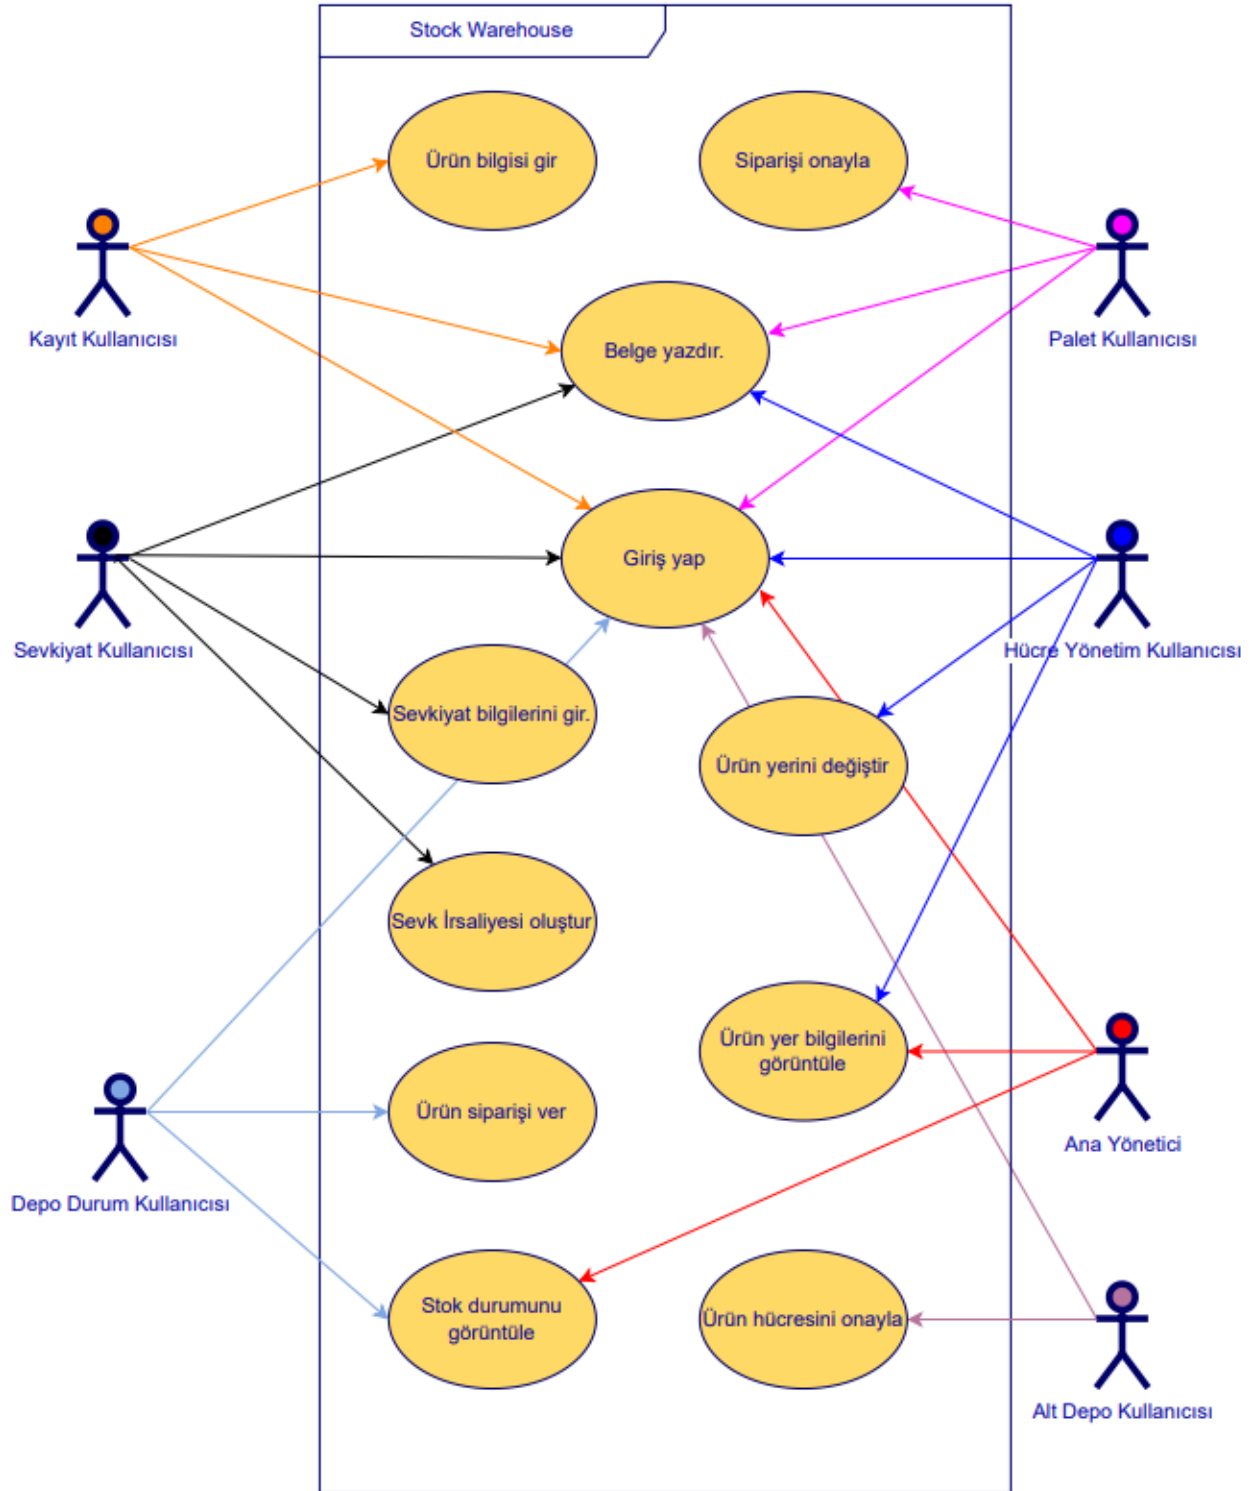 Stock Warehouse
Ürün bilgisi gir
Siparişi onayla
Kayıt Kullanıcısı
Belge yazdır.
Palet Kullanıcısı
Giriş yap
Sevkiyat Kullanıcısı
Hücre Yönetim Kullanıcısı
Sevkiyat bilgilerini gir.
Ürün yerini değiştir
Sevk İrsaliyesi oluştur
Ürün yer bilgilerini
görüntüle
Ürün siparişi ver
Ana Yönetici
Depo Durum Kullanıcısı
Stok durumunu
görüntüle
Ürün hücresini onayla
Alt Depo Kullanıcısı